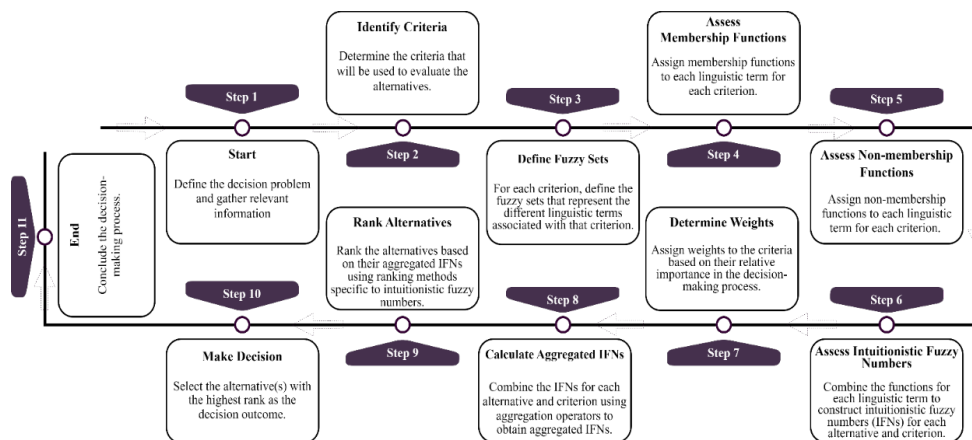 Step 1
Start
Define the decision problem
and gather relevant
information
Identify Criteria
Determine the criteria that
will be used to evaluate the
alternatives.
Step 2
Step 3
Define Fuzzy Sets
For each criterion, define the
fuzzy sets that represent the
different linguistic terms
associated with that criterion.
Assess
Membership Functions
Assign membership functions
to each linguistic term for
each criterion.
Step 4
Step 5
Assess Non-membership
Functions
Assign non-membership
functions to each linguistic
term for each criterion.
Step 6
Assess Intuitionistic Fuzzy
Numbers
Combine the functions for
each linguistic term to
construct intuitionistic fuzzy
numbers (IFNs) for each
alternative and criterion.
Determine Weights
Assign weights to the criteria
based on their relative
importance in the decision-
making process.
Step 7
Step 8
Calculate Aggregated IFNs
Combine the IFNs for each
alternative and criterion using
aggregation operators to
obtain aggregated IFNs.
Rank Alternatives
Rank the alternatives based
on their aggregated IFNs
using ranking methods
specific to intuitionistic fuzzy
numbers.
Step 9
Step 10
Make Decision
Select the alternative(s) with
the highest rank as the
decision outcome.
Step 11
End
Conclude the decision-
making process.